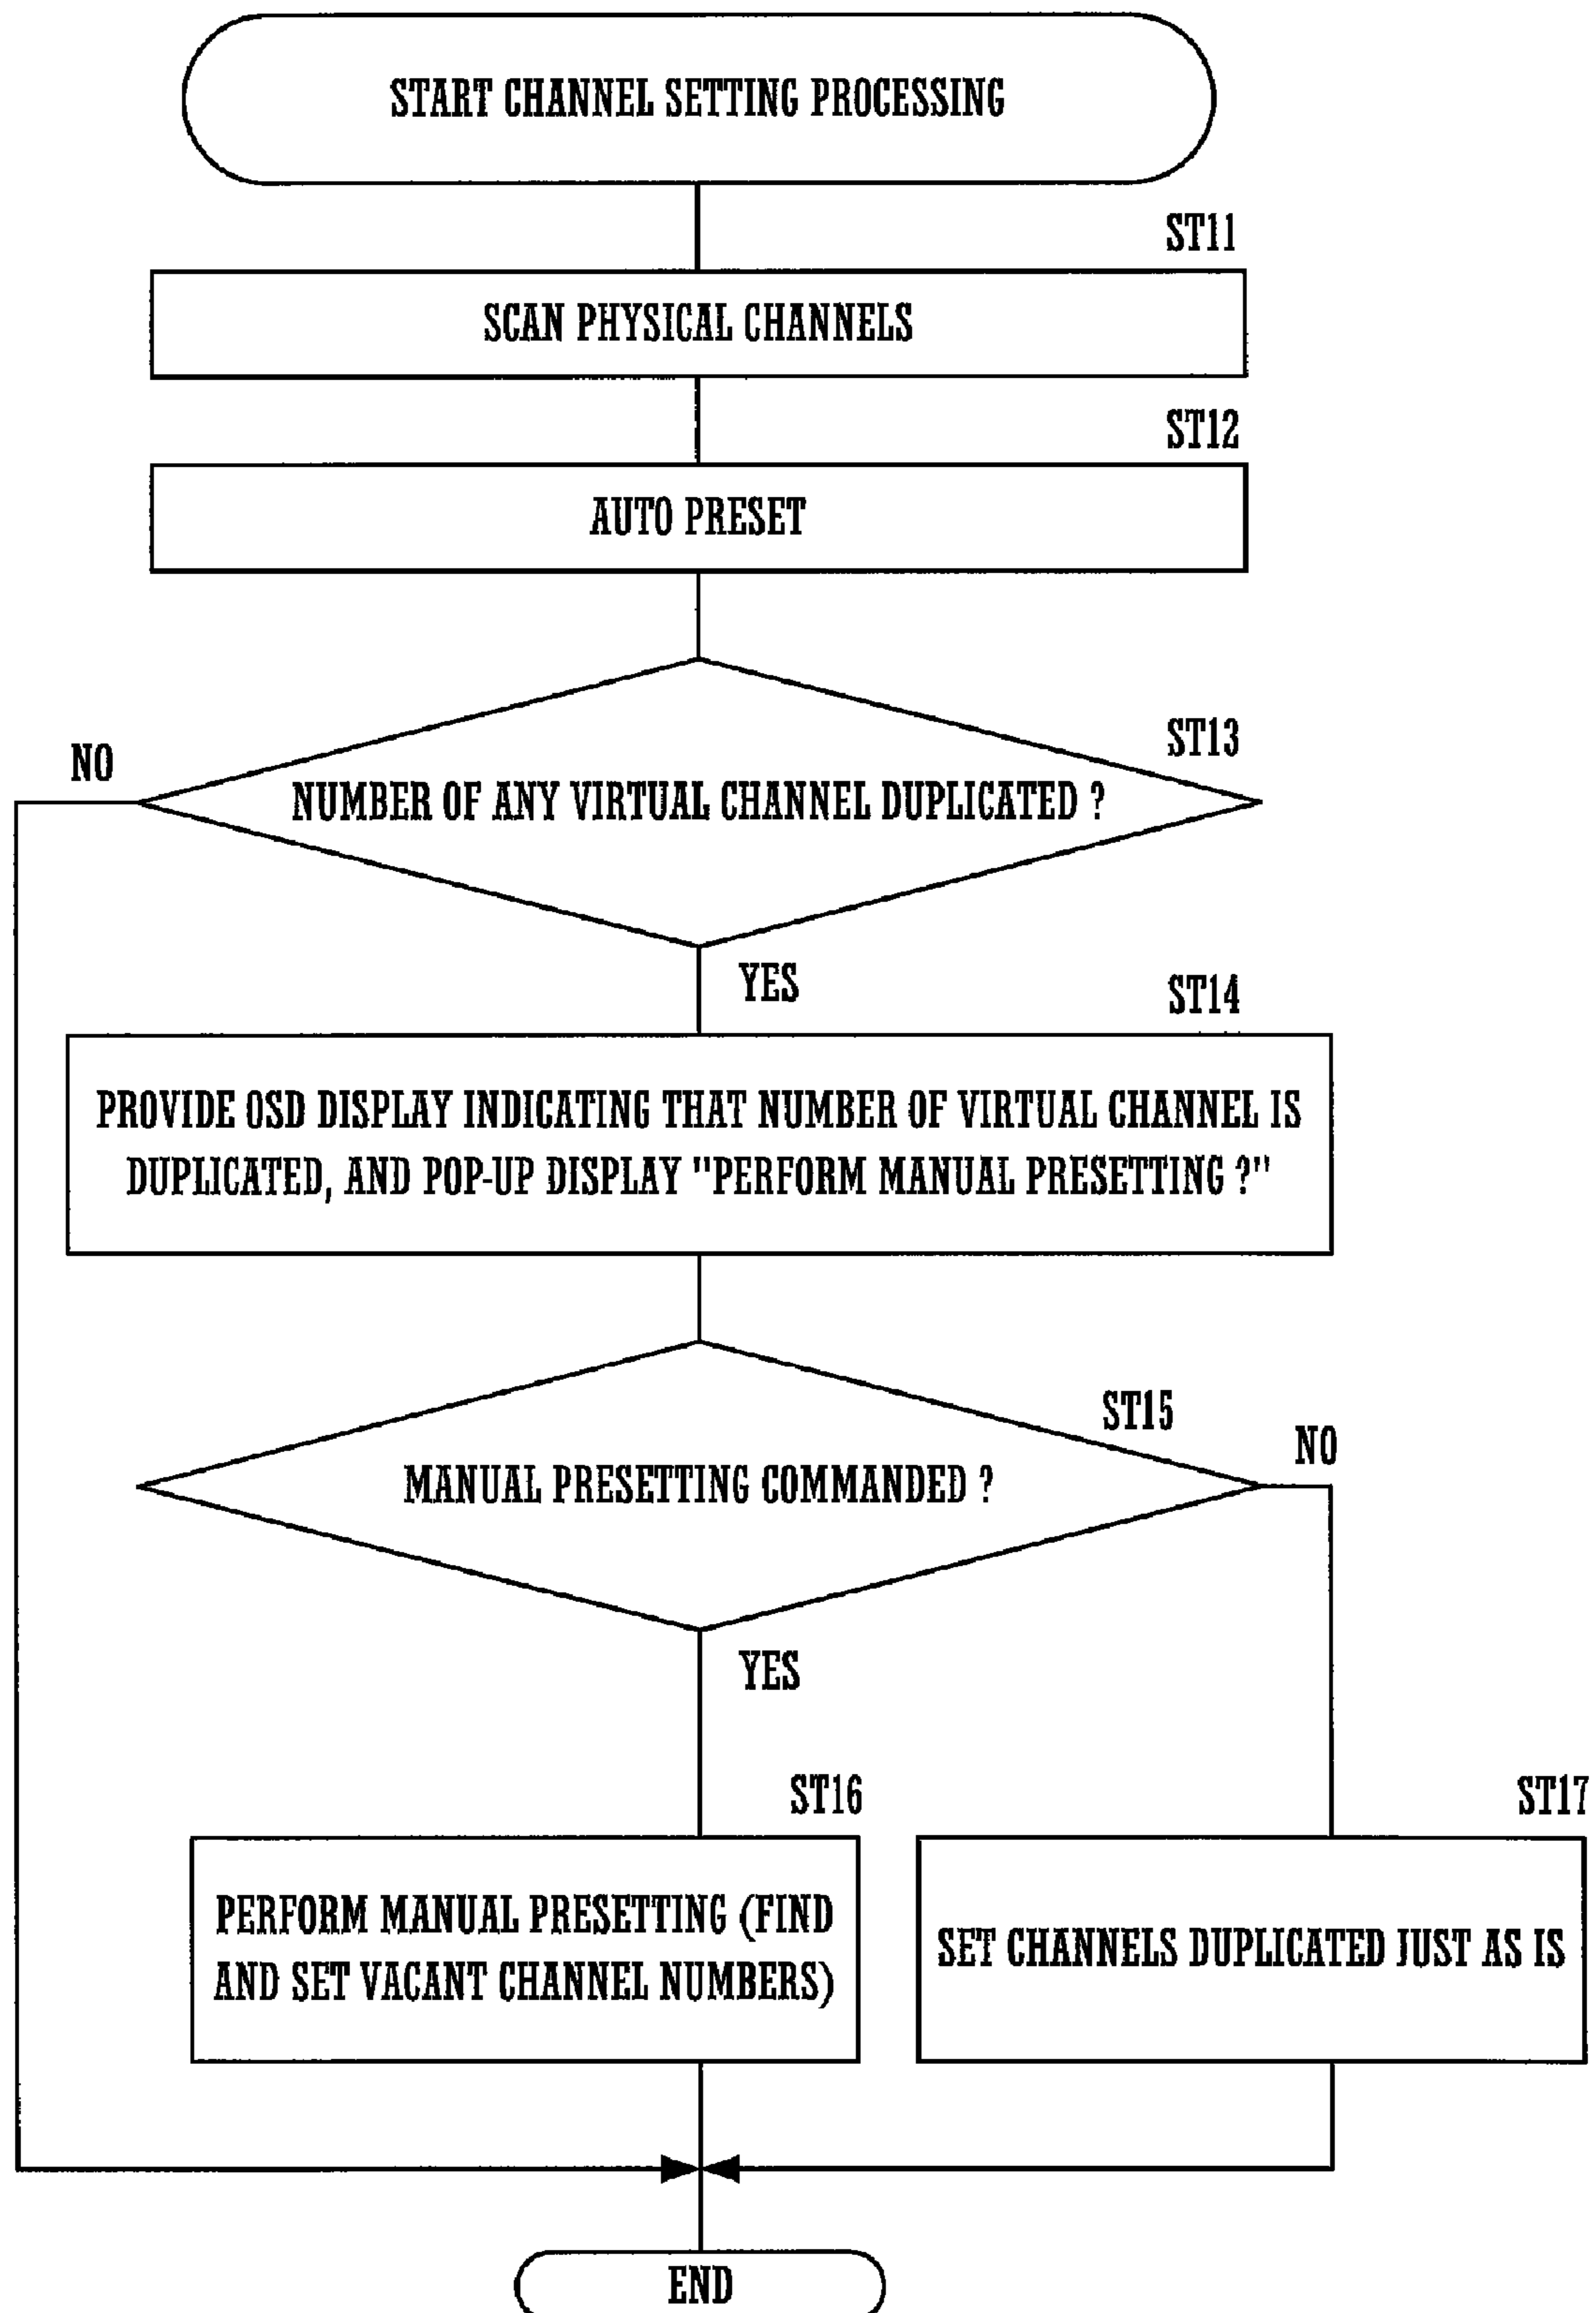 START CHANNEL SETTING PROCESSING
ST11
SCAN PHYSICAL CHANNELS
ST12
AUTO PRESET
ST13
NO
NUMBER OF ANY VIRTUAL CHANNEL DUPLICATED ?
YES
ST14
PROVIDE OSD DISPLAY INDICATING THAT NUMBER OF VIRTUAL CHANNEL IS
DUPLICATED, AND POP-UP DISPLAY "PERFORM MANUAL PRESETTING ?"
ST15
NO
MANUAL PRESETTING COMMANDED ?
YES
ST16
ST17
PERFORM MANUAL PRESETTING (FIND
AND SET VACANT CHANNEL NUMBERS)
SET CHANNELS DUPLICATED JUST AS IS
END